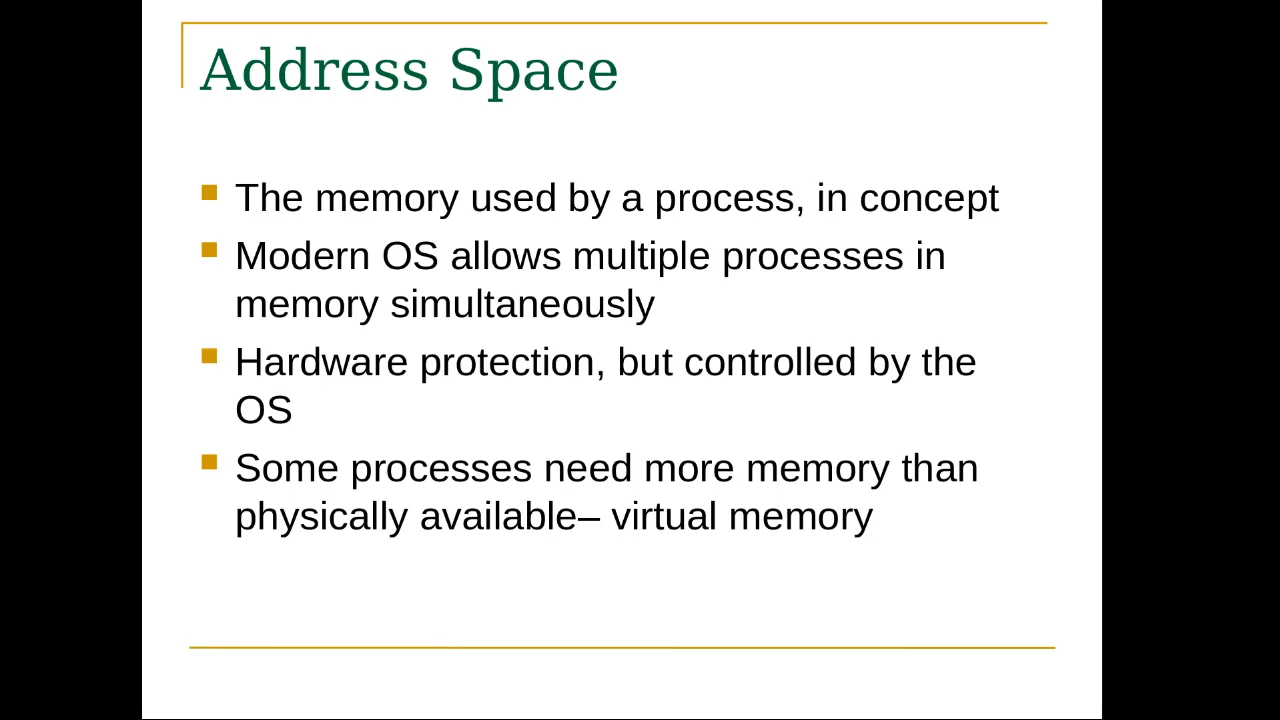 Address Space
The memory used by a process, in concept
Modern OS allows multiple processes in
memory simultaneously
Hardware protection, but controlled by the
OS
Some processes need more memory than
physically available– virtual memory